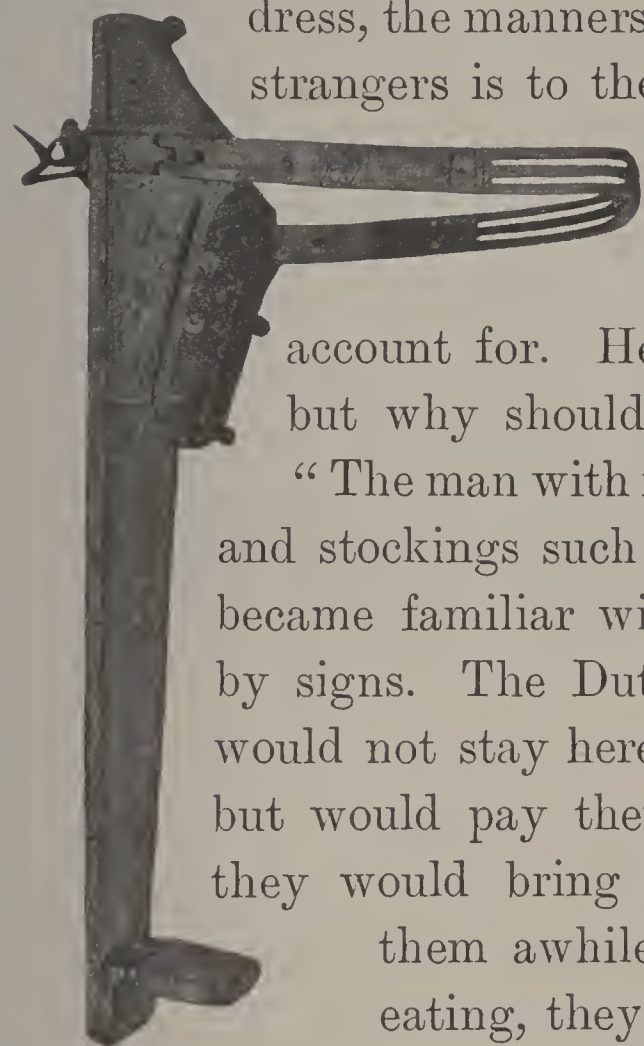 dress, the manners
strangers is to the
account for. He
but why should
“ The man with
and stockings such
became familiar wi
by signs. The Dut
would not stay here
but would pay the
they would bring
them awhile
eating, they